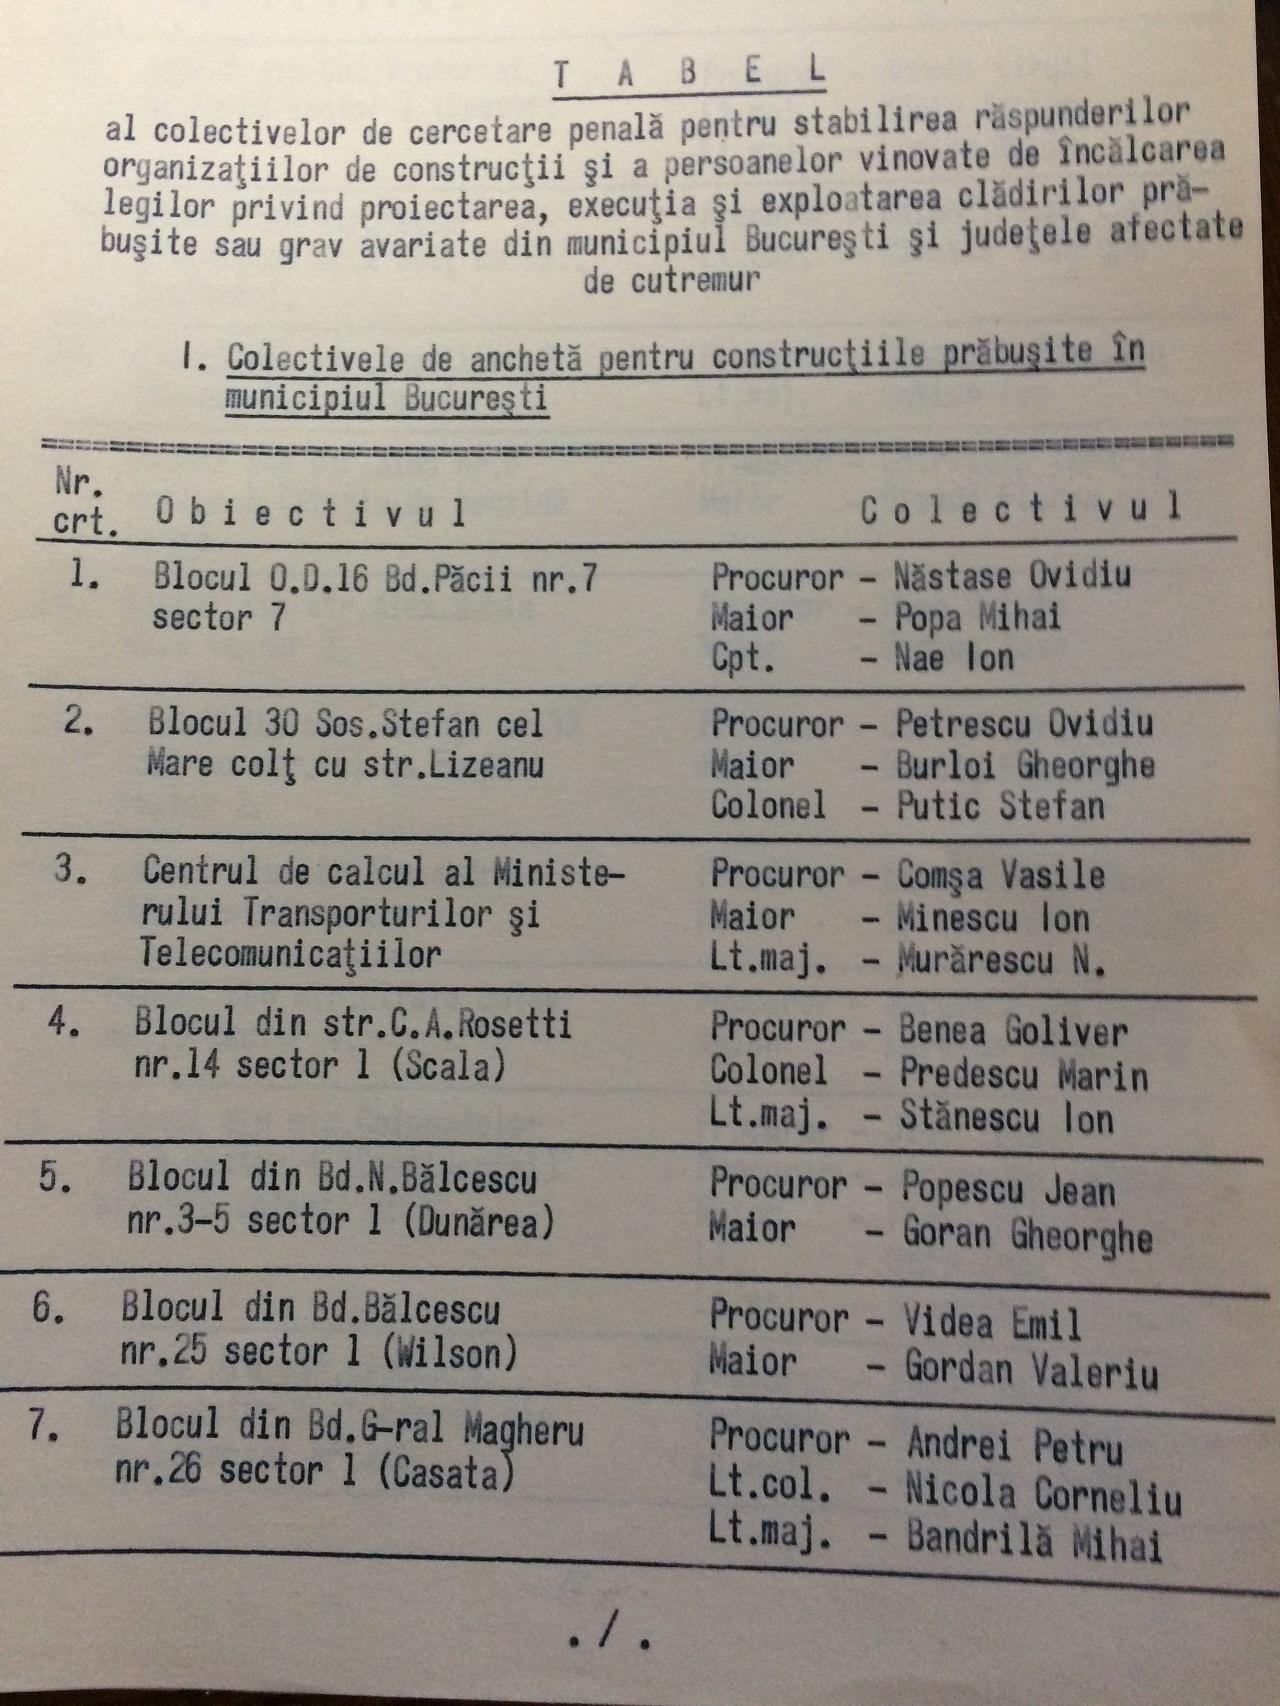 T A B E L
al colectivelor de cercetare penală pentru stabilirea răspunderilor
organizaţiilor de construcţii şi a persoanelor vinovate de încălcarea
legilor privind proiectarea, execuţia şi exploatarea clădirilor pră-
buşite sau grav avariate din municipiul Bucureşti şi judeţele afectate
de cutremur
I. Colectivele de anchetă pentru construcţiile prăbuşite în
municipiul Bucureşti
Nr.
crt. O b i e c t i v u l C o l e c t i v u l
1. Blocul O.D.16 Bd.Păcii nr.7 Procuror - Năstase Ovidiu
sector 7 Maior - Popa Mihai
Cpt. - Nae Ion
2. Blocul 30 Sos.Stefan cel Procuror - Petrescu Ovidiu
Mare colţ cu str.Lizeanu Maior - Burloi Gheorghe
Colonel - Putic Stefan
3. Centrul de calcul al Ministe- Procuror - Comşa Vasile
rului Transporturilor şi Maior - Minescu Ion
Telecomunicaţiilor Lt.maj. - Murărescu N.
4. Blocul din str.C.A.Rosetti Procuror - Benea Goliver
nr.14 sector 1 (Scala) Colonel - Predescu Marin
Lt.maj. - Stănescu Ion
5. Blocul din Bd.N.Bălcescu Procuror - Popescu Jean
nr.3-5 sector 1 (Dunărea) Maior - Goran Gheorghe
6. Blocul din Bd.Bălcescu Procuror - Videa Emil
nr.25 sector 1 (Wilson) Maior - Gordan Valeriu
7. Blocul din Bd.G-ral Magheru Procuror - Andrei Petru
nr.26 sector 1 (Casata) Lt.col. - Nicola Corneliu
Lt.maj. - Bandrilă Mihai
./.